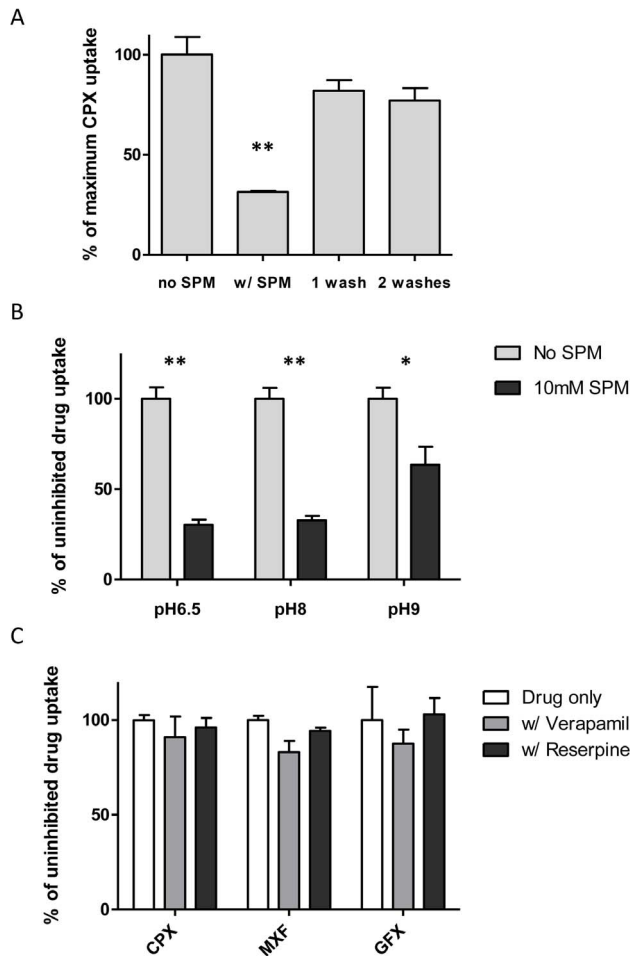 A
% of maximum CPX uptake
100
50
0
**
no SPM w/ SPM 1 wash 2 washes
B
% of uninhibited drug uptake
100
50
0
** ** *
pH6.5 pH8 pH9
No SPM
10mM SPM
C
% of uninhibited drug uptake
100
50
0
CPX MXF GFX
Drug only
w/ Verapamil
w/ Reserpine